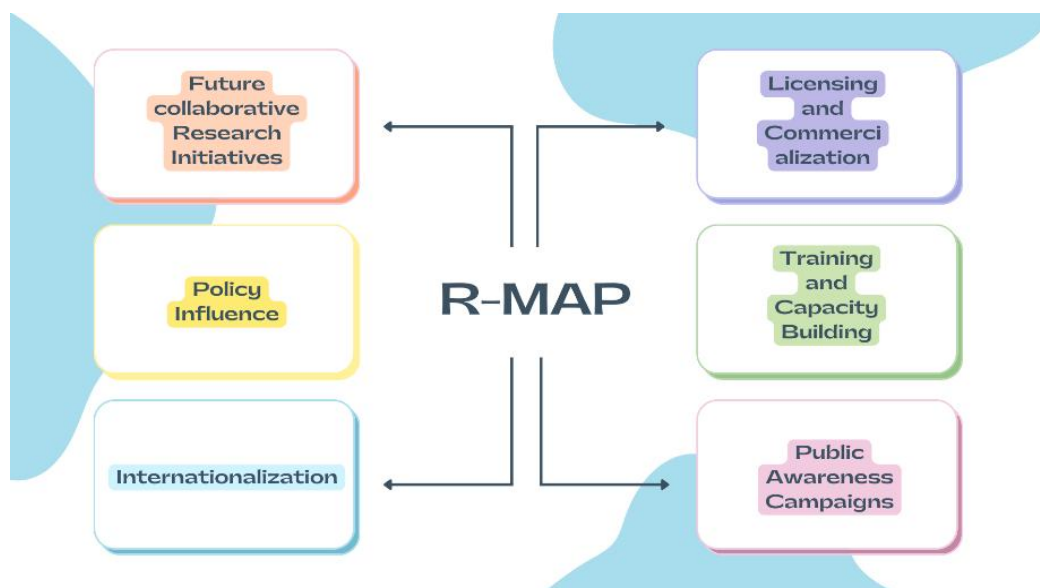 Future
collaborative
Research
Initiatives
Licensing
and
Commerci
alization
Policy
Influence
R-MAP
Training
and
Capacity
Building
Internationalization
Public
Awareness
Campaigns